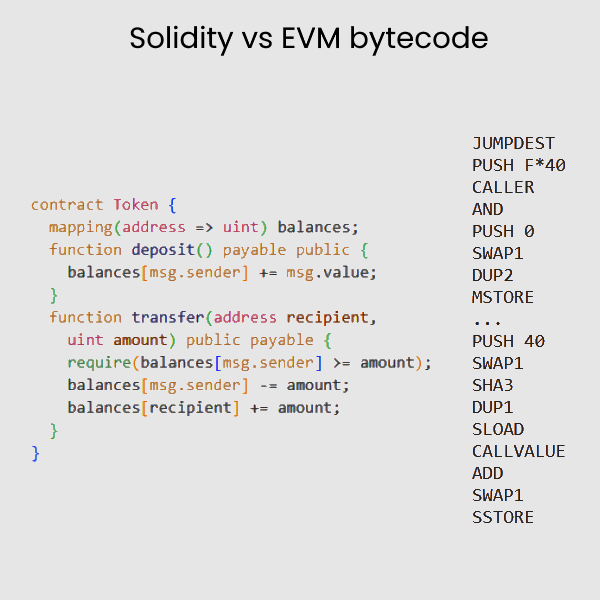 Solidity vs EVM bytecode
contract Token {
mapping(address => uint) balances;
function deposit() payable public {
balances[msg.sender] += msg.value;
}
function transfer(address recipient,
uint amount) public payable {
require(balances[msg.sender] >= amount);
balances[msg.sender] -= amount;
balances[recipient] += amount;
}
}
JUMPDEST
PUSH F*40
CALLER
AND
PUSH 0
SWAP1
DUP2
MSTORE
...
PUSH 40
SWAP1
SHA3
DUP1
SLOAD
CALLVALUE
ADD
SWAP1
SSTORE